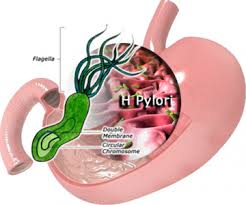 Flagella
H Pylori
Double
Membrane
Circular
Chromosome